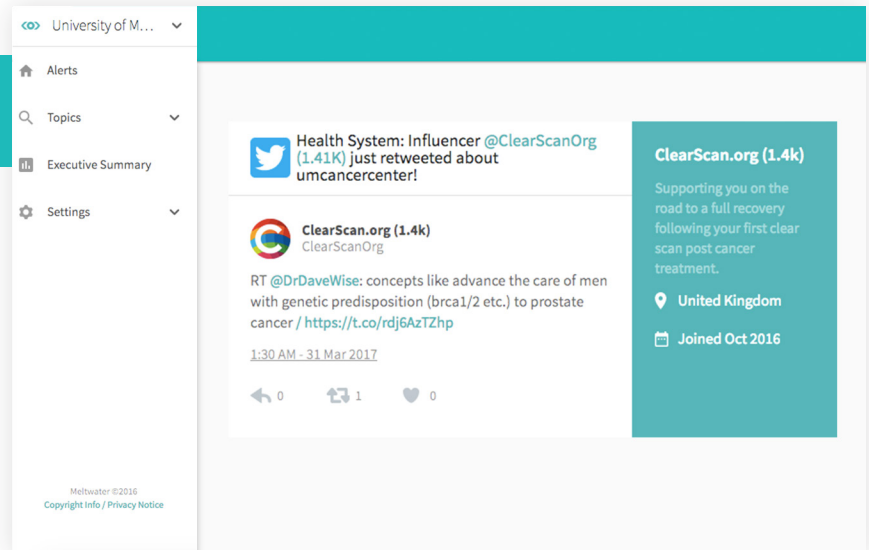 University of M...
Alerts
Topics
Executive Summary
Settings
Meltwater ©2016
Copyright Info / Privacy Notice
Health System: Influencer @ClearScanOrg
(1.41K) just retweeted about
umcancercenter!
ClearScan.org (1.4k)
ClearScanOrg
RT @DrDaveWise: concepts like advance the care of men
with genetic predisposition (brca1/2 etc.) to prostate
cancer / https://t.co/rdj6AzTZhp
1:30 AM - 31 Mar 2017
0
1
0
ClearScan.org (1.4k)
Supporting you on the
road to a full recovery
following your first clear
scan post cancer
treatment.
United Kingdom
Joined Oct 2016